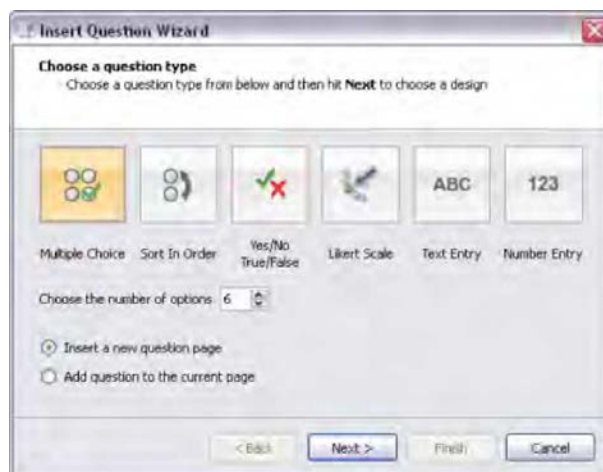 Insert Question Wizard
Choose a question type
Choose a question type from below and then hit Next to choose a design
ABC
123
Multiple Choice
Sort In Order
Yes/No
True/False
Likert Scale
Text Entry
Number Entry
Choose the number of options 6
Insert a new question page
Add question to the current page
< Back
Next >
Finish
Cancel